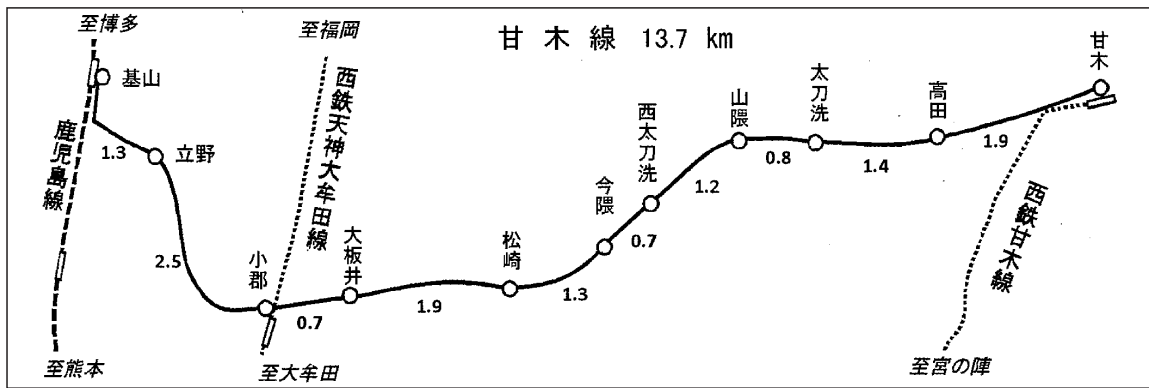 至博多
至福岡
甘木線 13.7 km
甘木
基山
西鉄天神大牟田線
太刀洗
山隈
高田
西太刀洗
鹿児島線
1.3
立野
0.8
1.4
1.9
今隈
1.2
0.7
西鉄甘木線
2.5
小郡
大板井
松崎
1.3
1.9
0.7
至熊本
至大牟田
至宮の陣